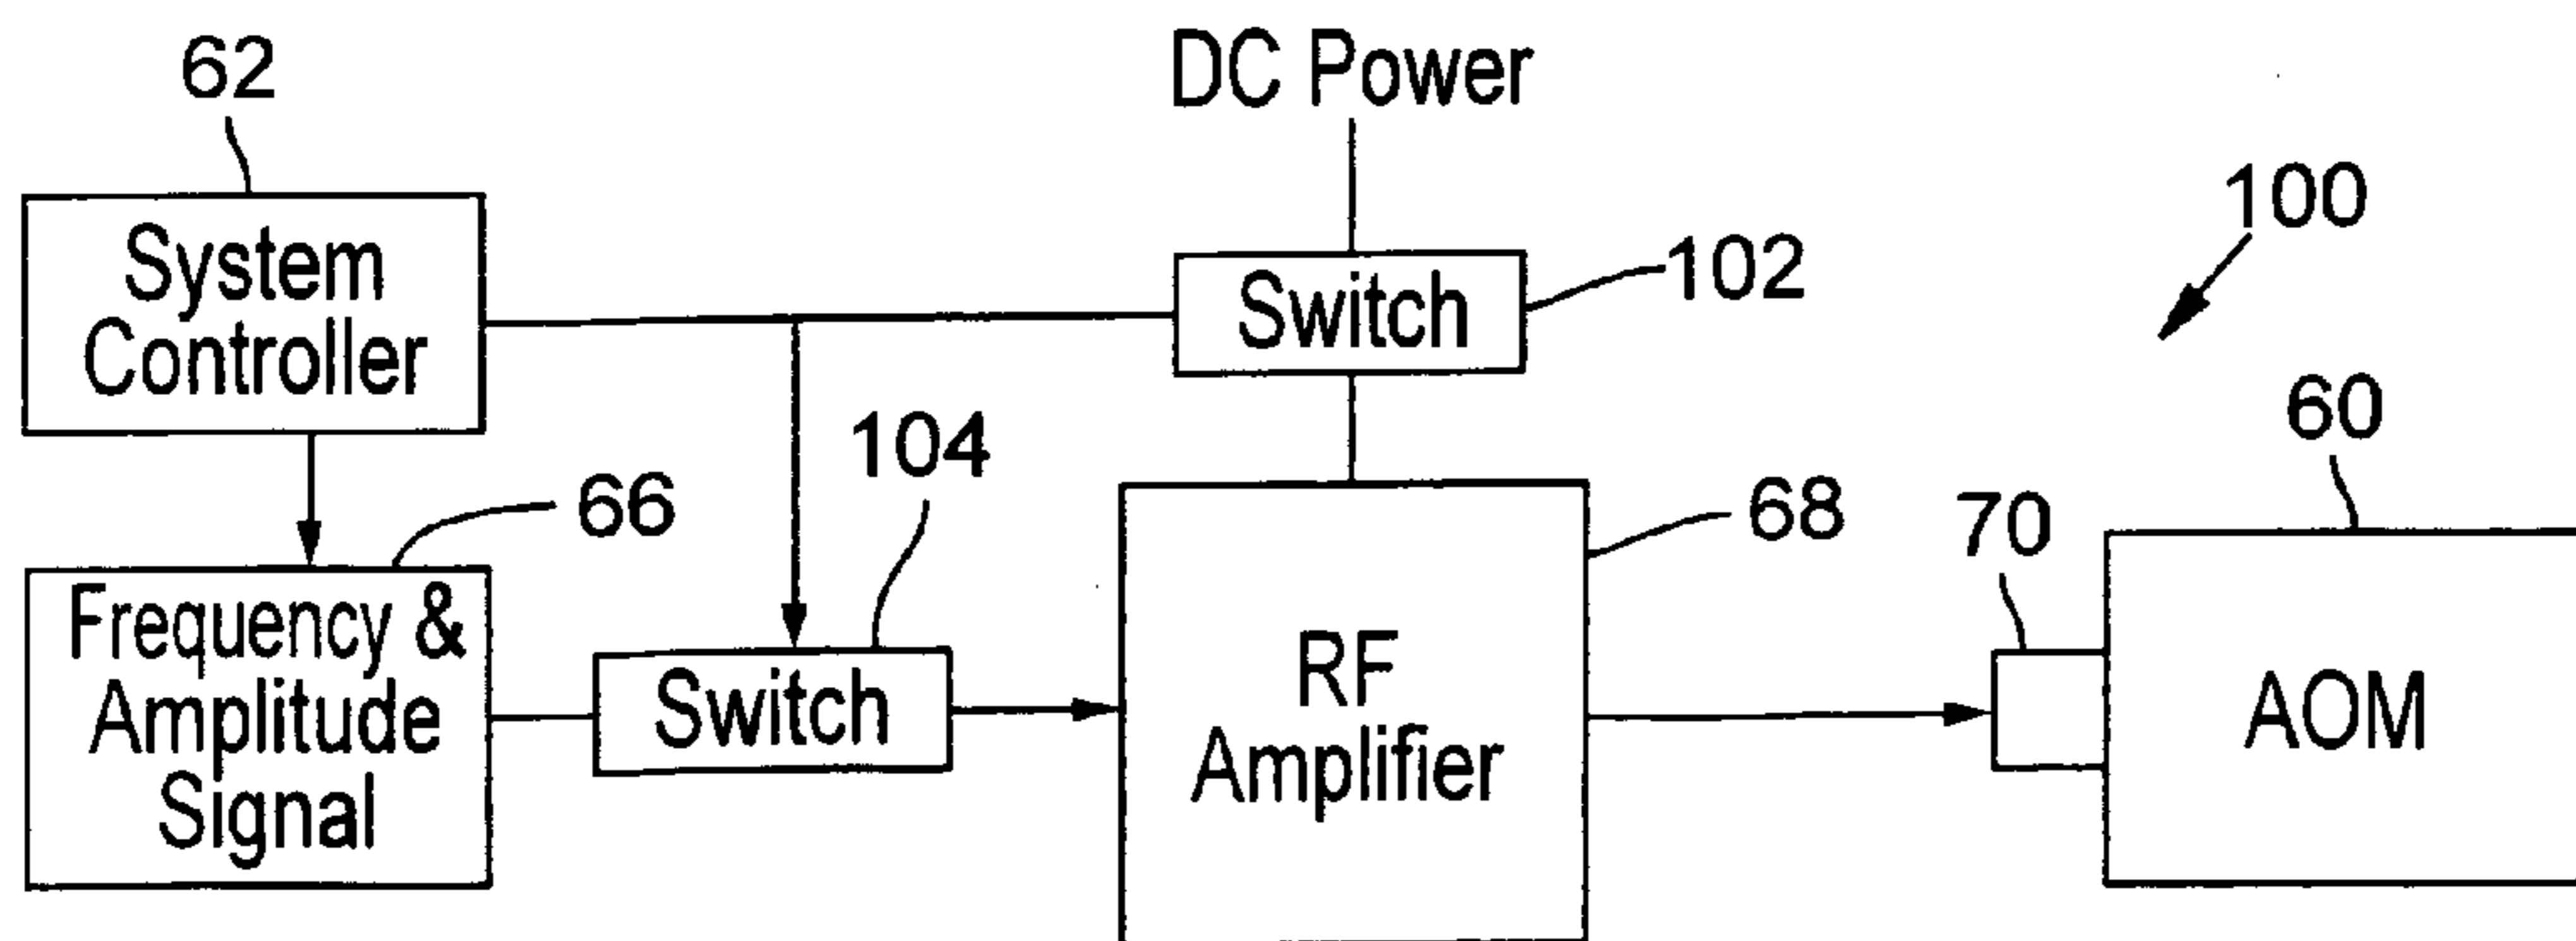 62
DC Power
100
System
Controller
Switch
102
60
104
66
68
70
Frequency &
Amplitude
Signal
Switch
RF
Amplifier
AOM